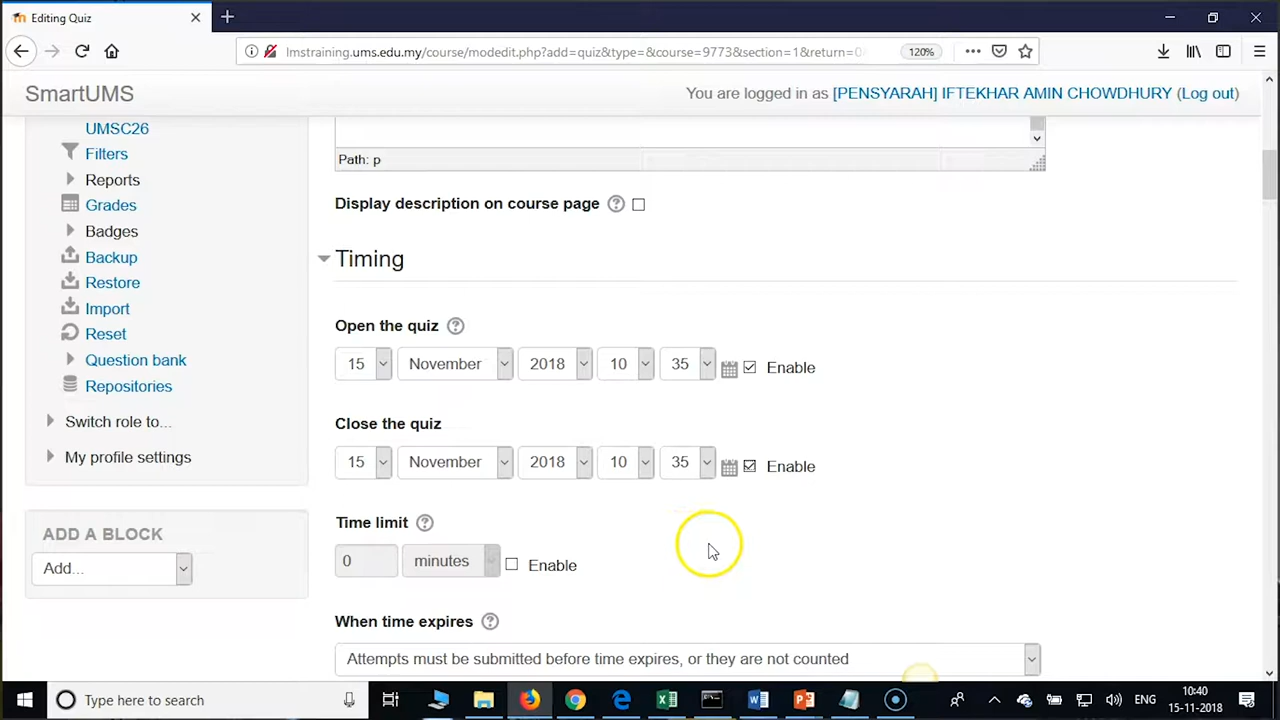 Editing Quiz
lmstraining.ums.edu.my/course/modedit.php?add=quiz&type=&course=9773&section=1&return=0
120%
SmartUMS
You are logged in as [PENSYARAH] IFTEKHAR AMIN CHOWDHURY (Log out)
UMSC26
Filters
Reports
Grades
Badges
Backup
Restore
Import
Reset
Question bank
Repositories
Switch role to...
My profile settings
ADD A BLOCK
Add...
Path: p
Display description on course page
Timing
Open the quiz
15 November 2018 10 35 Enable
Close the quiz
15 November 2018 10 35 Enable
Time limit
0 minutes Enable
When time expires
Attempts must be submitted before time expires, or they are not counted
Type here to search
ENG
10:40
15-11-2018